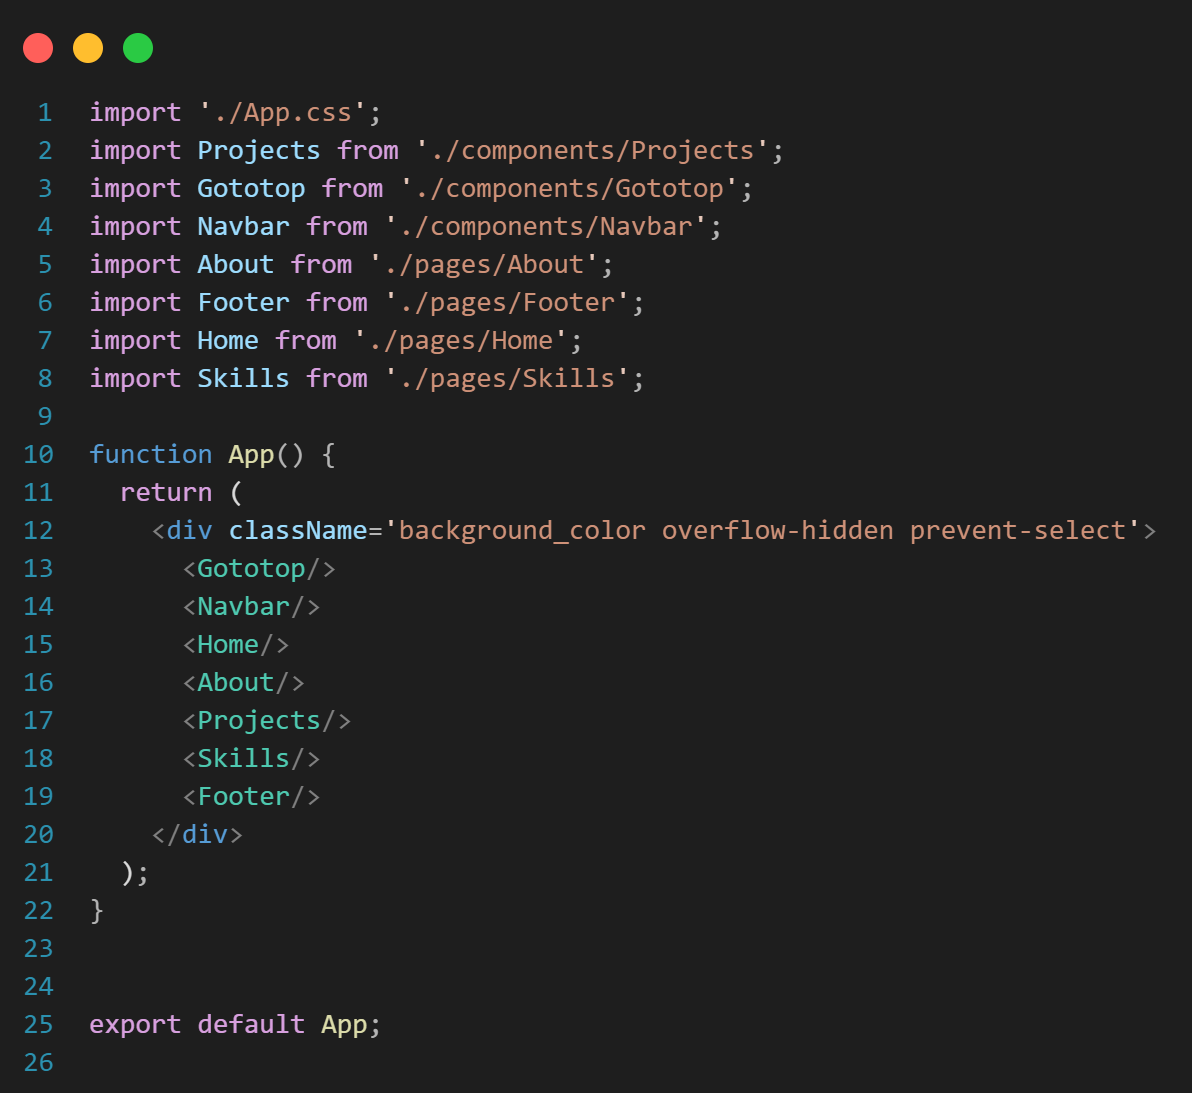 1 import './App.css';
2 import Projects from './components/Projects';
3 import Gototop from './components/Gototop';
4 import Navbar from './components/Navbar';
5 import About from './pages/About';
6 import Footer from './pages/Footer';
7 import Home from './pages/Home';
8 import Skills from './pages/Skills';
9
10 function App() {
11   return (
12     <div className='background_color overflow-hidden prevent-select'>
13       <Gototop/>
14       <Navbar/>
15       <Home/>
16       <About/>
17       <Projects/>
18       <Skills/>
19       <Footer/>
20     </div>
21   );
22 }
23
24
25 export default App;
26